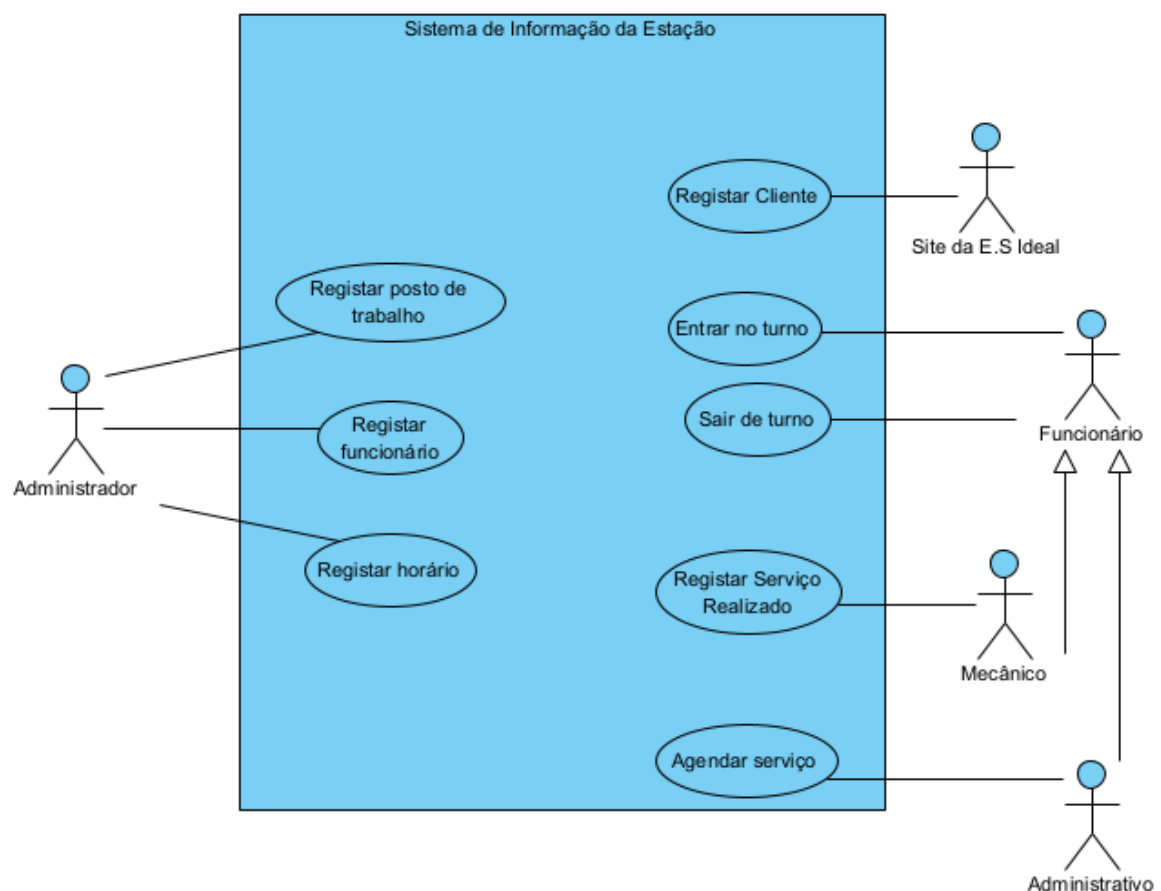 Sistema de Informação da Estação
Registar Cliente
Site da E.S Ideal
Registar posto de
trabalho
Entrar no turno
Registar
funcionário
Sair de turno
Funcionário
Administrador
Registar horário
Registar Serviço
Realizado
Mecânico
Agendar serviço
Administrativo